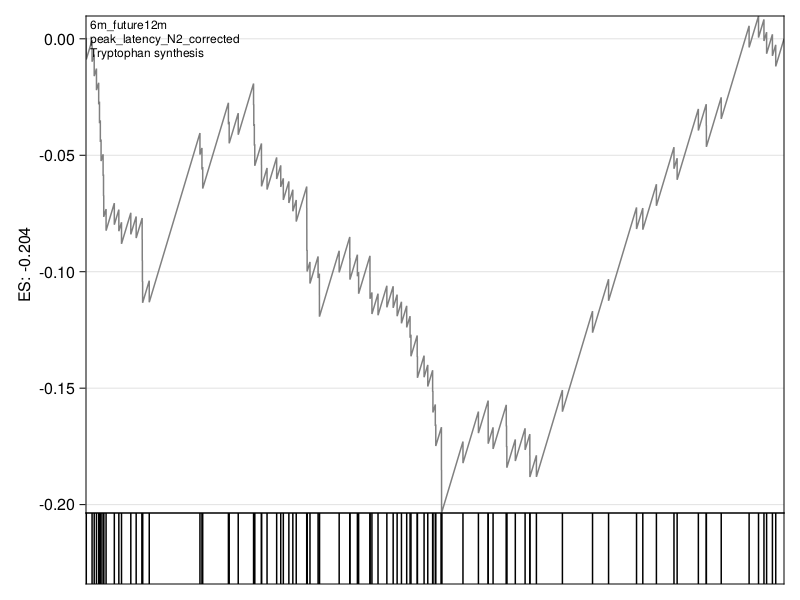 6m_future12m
peak_latency_N2_corrected
Tryptophan synthesis
0.00
-0.05
-0.10
-0.15
-0.20
ES: -0.204